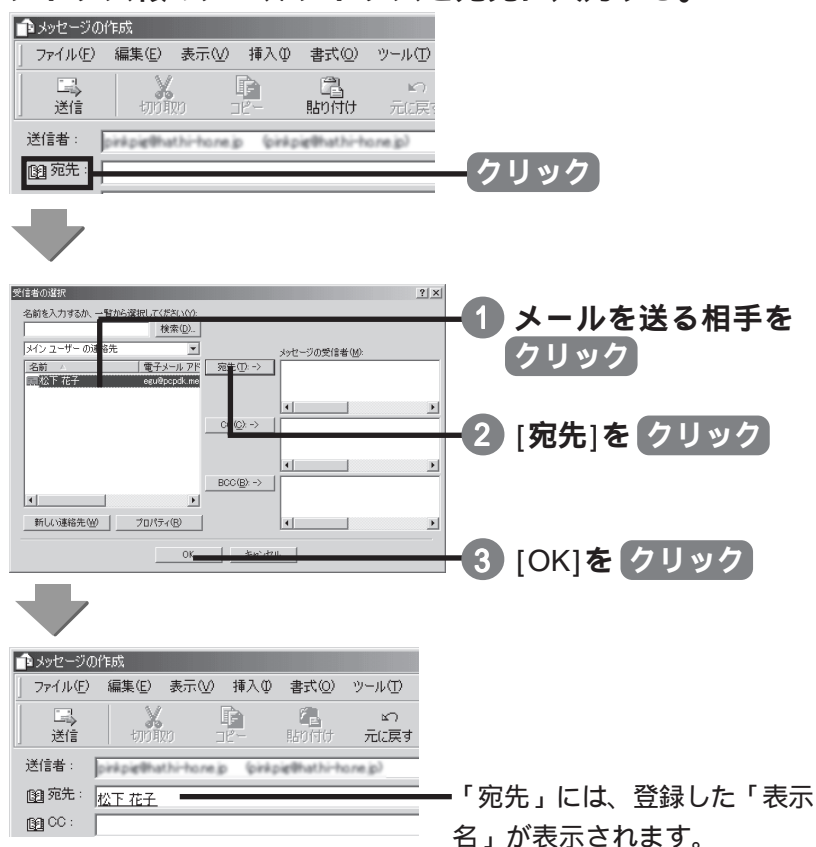 メッセージの作成
ファイル(F) 編集(E) 表示(V) 挿入(I) 書式(O) ツール(T)
送信 切り取り コピー 貼り付け 元に戻す
送信者:
宛先: クリック
受信者の選択
名前を入力するか、一覧から選択してください(Y):
検索(D)...
メイン ユーザー の連絡先
メッセージの受信者(M):
名前 電子メール アド 宛先(T): ->
松下 花子 egu@pcpdk.me
CC(C): ->
BCC(B): ->
新しい連絡先(W) プロパティ(R)
OK キャンセル
1 メールを送る相手を
クリック
2 [宛先]を クリック
3 [OK]を クリック
メッセージの作成
ファイル(F) 編集(E) 表示(V) 挿入(I) 書式(O) ツール(T)
送信 切り取り コピー 貼り付け 元に戻す
送信者:
宛先: 松下 花子
CC:
「宛先」には、登録した「表示
名」が表示されます。